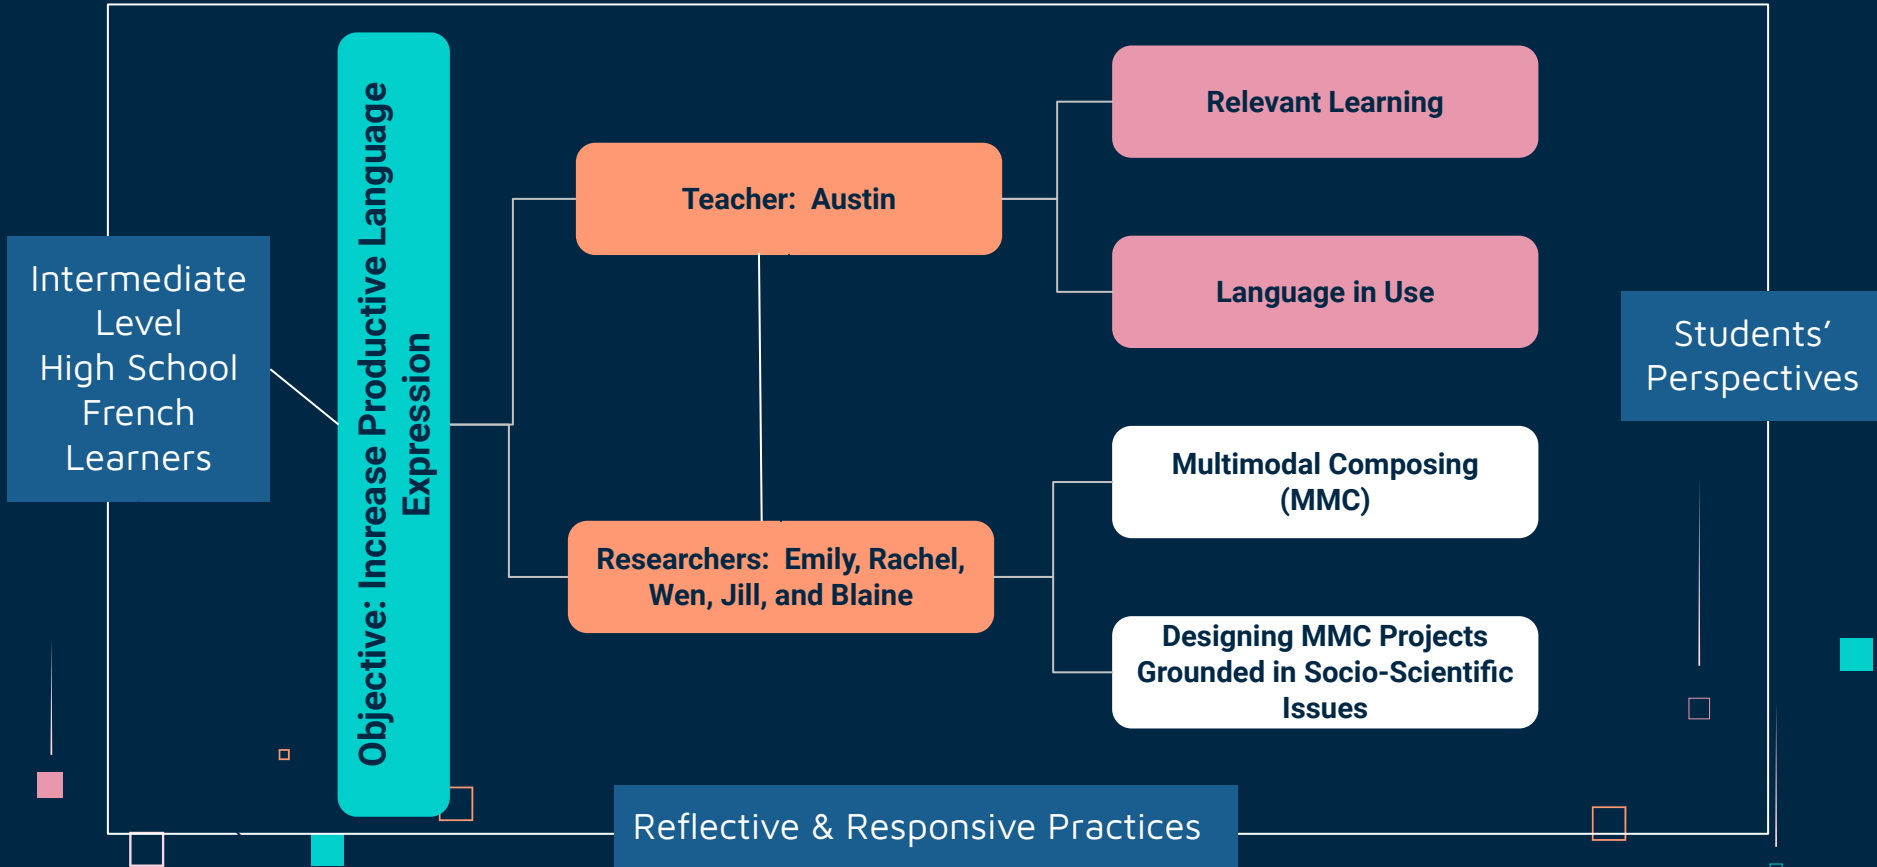 Intermediate
Level
High School
French
Learners
Objective: Increase Productive Language
Expression
Teacher: Austin
Researchers: Emily, Rachel,
Wen, Jill, and Blaine
Relevant Learning
Language in Use
Multimodal Composing
(MMC)
Designing MMC Projects
Grounded in Socio-Scientific
Issues
Students’
Perspectives
Reflective & Responsive Practices